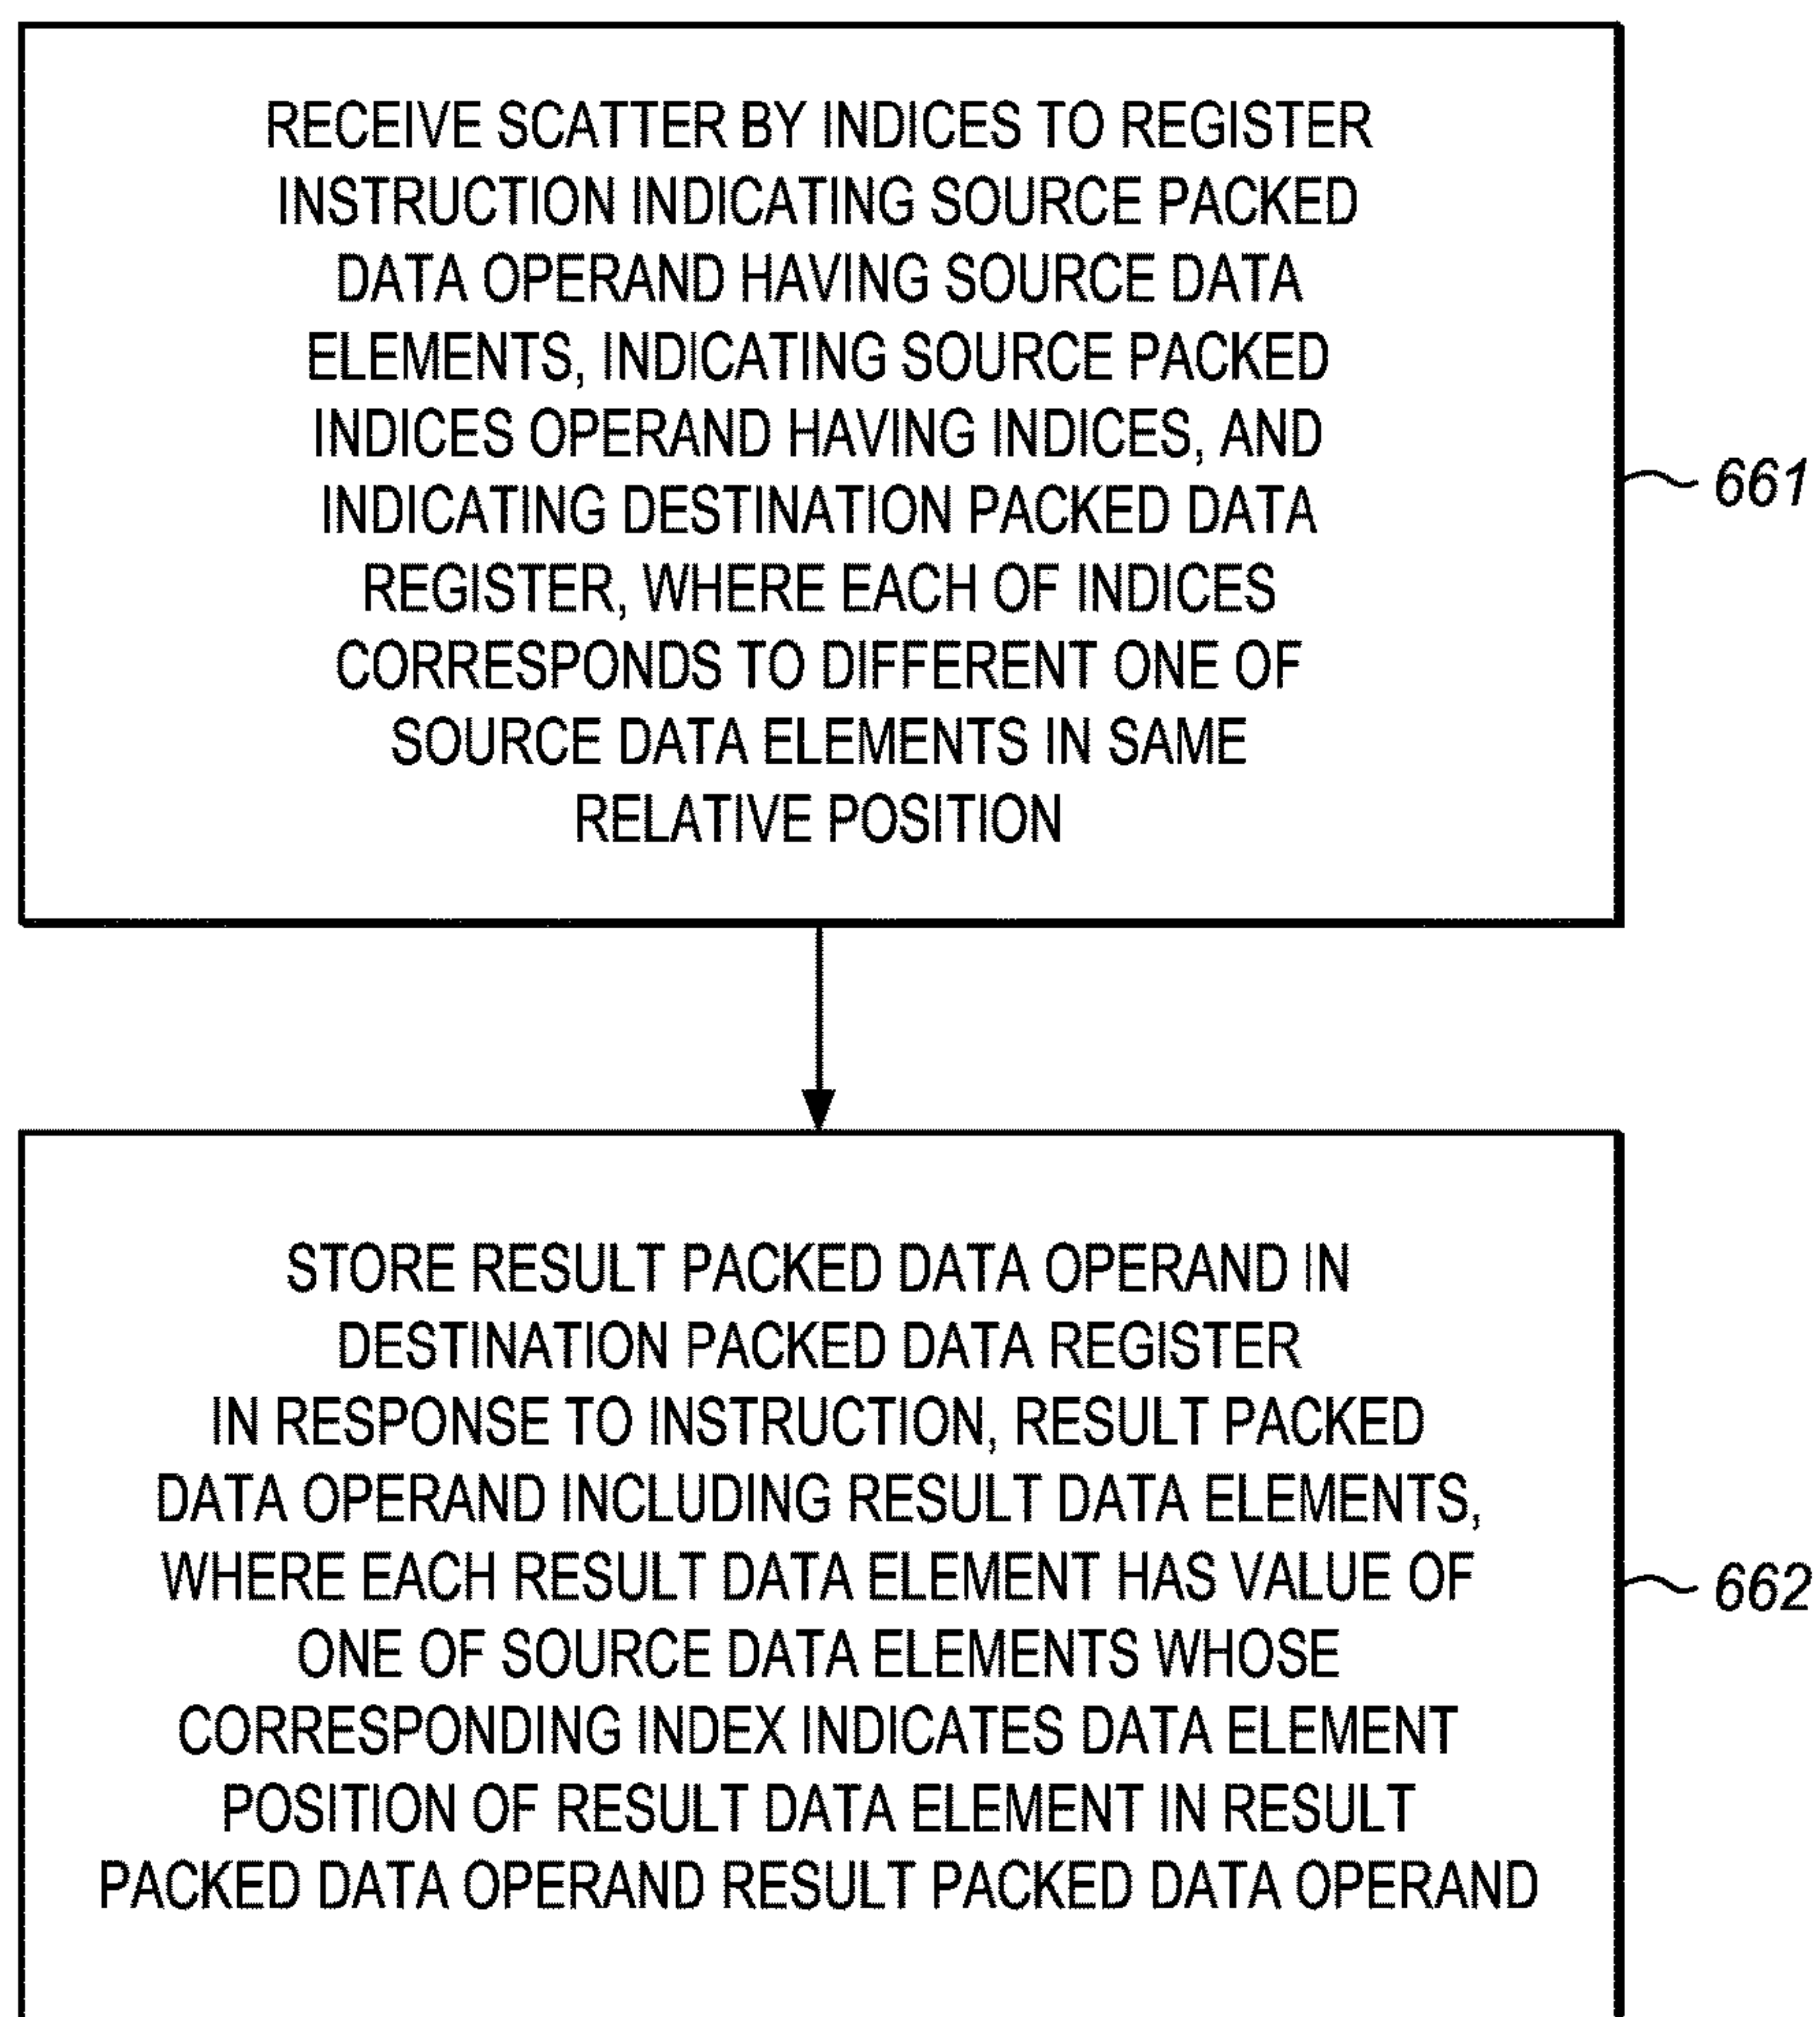 RECEIVE SCATTER BY INDICES TO REGISTER
INSTRUCTION INDICATING SOURCE PACKED
DATA OPERAND HAVING SOURCE DATA
ELEMENTS, INDICATING SOURCE PACKED
INDICES OPERAND HAVING INDICES, AND
INDICATING DESTINATION PACKED DATA
REGISTER, WHERE EACH OF INDICES
CORRESPONDS TO DIFFERENT ONE OF
SOURCE DATA ELEMENTS IN SAME
RELATIVE POSITION
661
STORE RESULT PACKED DATA OPERAND IN
DESTINATION PACKED DATA REGISTER
IN RESPONSE TO INSTRUCTION, RESULT PACKED
DATA OPERAND INCLUDING RESULT DATA ELEMENTS,
WHERE EACH RESULT DATA ELEMENT HAS VALUE OF
ONE OF SOURCE DATA ELEMENTS WHOSE
CORRESPONDING INDEX INDICATES DATA ELEMENT
POSITION OF RESULT DATA ELEMENT IN RESULT
PACKED DATA OPERAND RESULT PACKED DATA OPERAND
662